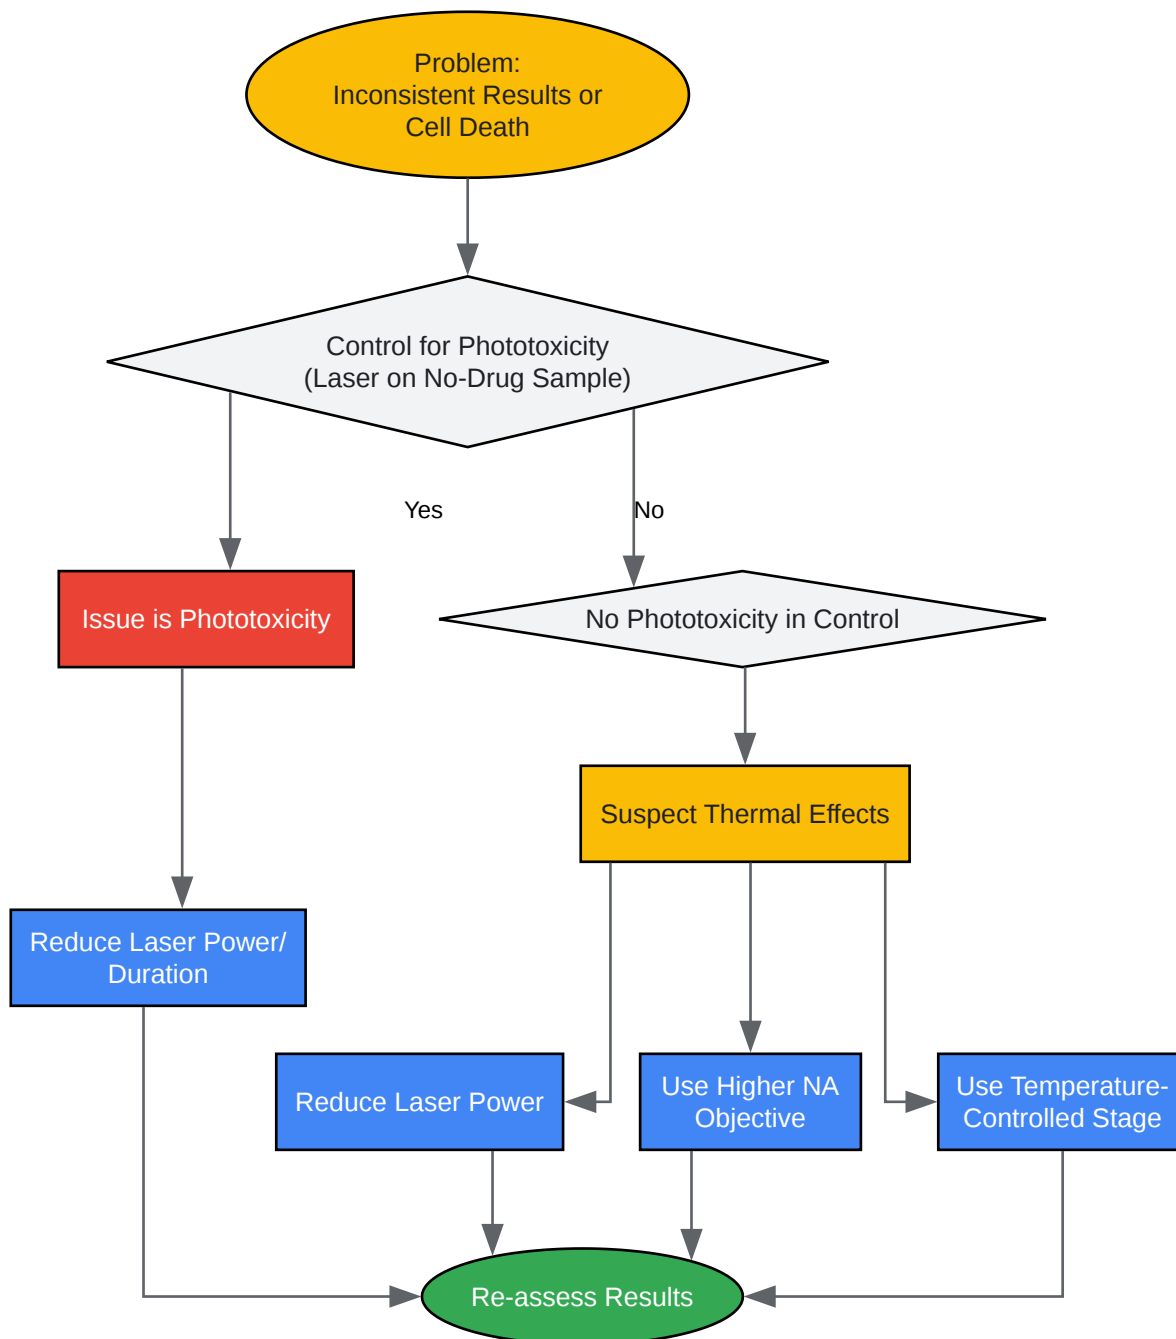 Problem:
Inconsistent Results or
Cell Death
Control for Phototoxicity
(Laser on No-Drug Sample)
Yes
No
Issue is Phototoxicity
No Phototoxicity in Control
Suspect Thermal Effects
Reduce Laser Power/
Duration
Reduce Laser Power
Use Higher NA
Objective
Use Temperature-
Controlled Stage
Re-assess Results